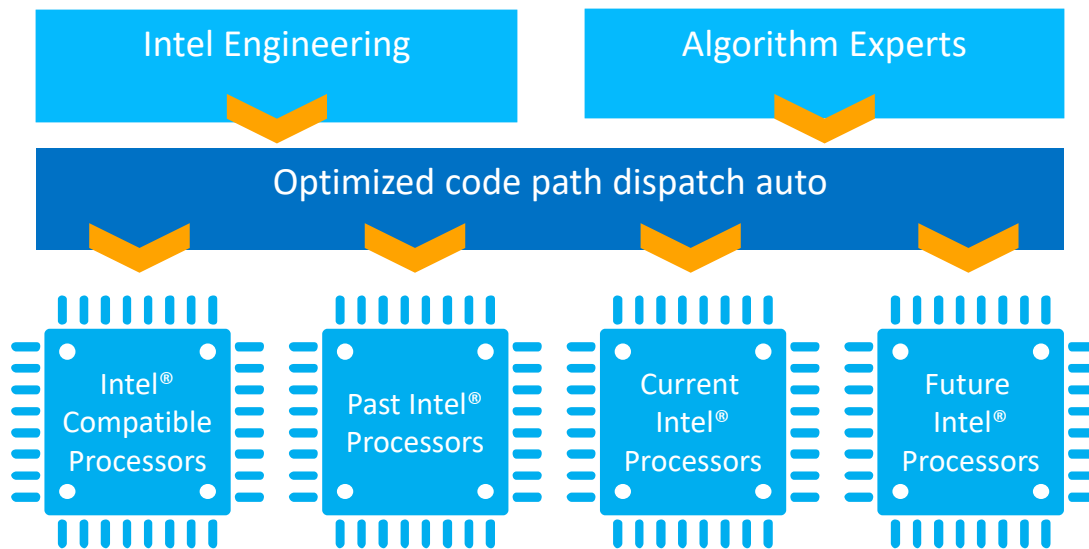 Intel Engineering
Algorithm Experts
Optimized code path dispatch auto
Intel®
Compatible
Processors
Past Intel®
Processors
Current
Intel®
Processors
Future
Intel®
Processors